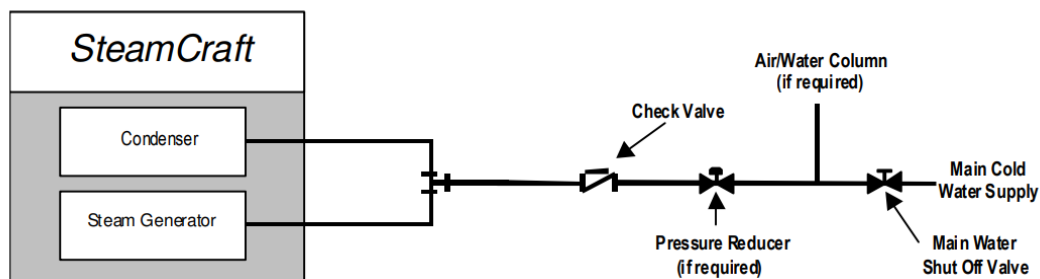 SteamCraft
Condenser
Steam Generator
Check Valve
Air/Water Column
(if required)
Pressure Reducer
(if required)
Main Cold
Water Supply
Main Water
Shut Off Valve